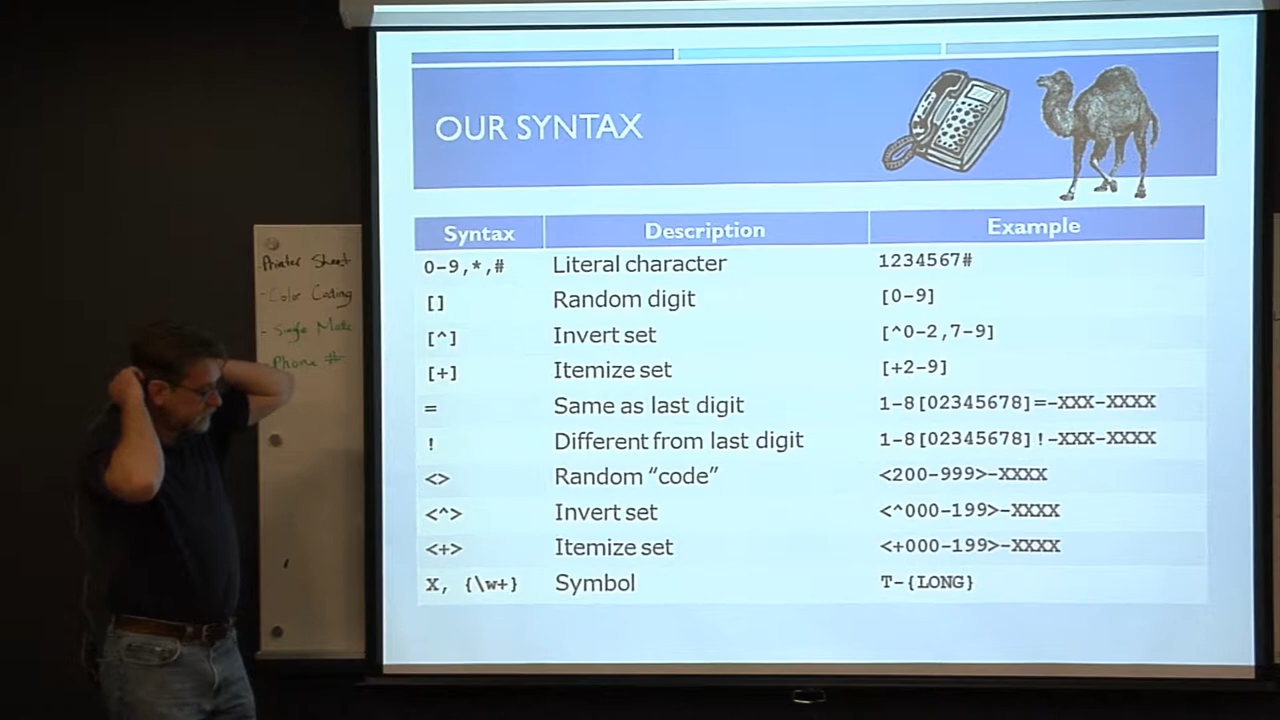 OUR SYNTAX
Syntax Description Example
0-9,*,# Literal character 1234567#
[] Random digit [0-9]
[^] Invert set [^0-2,7-9]
[+] Itemize set [+2-9]
= Same as last digit 1-8[02345678]=-XXX-XXXX
! Different from last digit 1-8[02345678]!-XXX-XXXX
<> Random “code” <200-999>-XXXX
<^> Invert set <^000-199>-XXXX
<+> Itemize set <+000-199>-XXXX
X, {\w+} Symbol T-{LONG}
- Printer Sheet
- Color Coding
- Single Mode
- Phone #